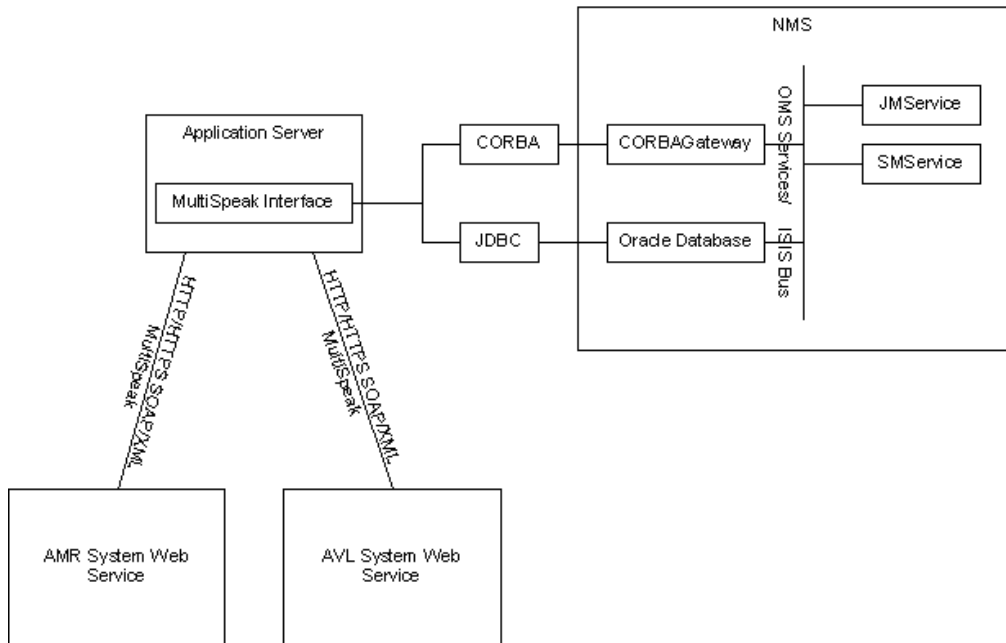 NMS
Application Server
MultiSpeak Interface
CORBA
JDBC
CORBAGateway
Oracle Database
OMS Services/
ISIS Bus
JMService
SMService
HTTP/HTTPS SOAP/XML
MultiSpeak
HTTP/HTTPS SOAP/XML
MultiSpeak
AMR System Web
Service
AVL System Web
Service